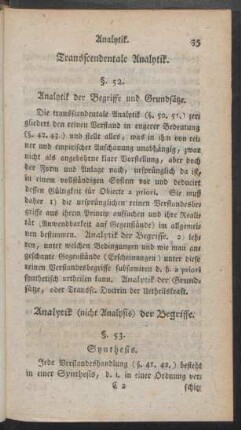 Analytik. 35
Transscendentale Analytik.
§. 52.
Analytik der Begriffe und Grundsätze.
Die transscendentale Analytik (§. 50. 51.) zer-
gliedert den reinen Verstand in engerer Bedeutung
(§. 42. 43.) und stellt alles, was in ihm von rei-
ner und empirischer Anschauung unabhängig, zwar
nicht als angebohrne klare Vorstellung, aber doch
der Form und Anlage nach, ursprünglich da ist,
in einem vollständigen System vor und deducirt
dessen Gültigkeit für Objecte a priori. Sie muß
daher 1) die ursprünglichen reinen Verstandesbe-
griffe aus ihrem Princip aufsuchen und ihre Reali-
tät (Anwendbarkeit auf Gegenstände) im allgemei-
nen bestimmen. Analytik der Begriffe. 2) leh-
ren, unter welchen Bedingungen und wie man ange-
schaute Gegenstände (Erscheinungen) unter diese
reinen Verstandesbegriffe subsumiren d. h. a priori
synthetisch urtheilen kann. Analytik der Grund-
sätze, oder Transsc. Doctrin der Urtheilskraft.
Analytik (nicht Analysis) der Begriffe.
§. 53.
Synthesis.
Jede Verstandeshandlung (§. 41. 42.) besteht
in einer Synthesis, d. i. in einer Ordnung ver-
C 2 schie-